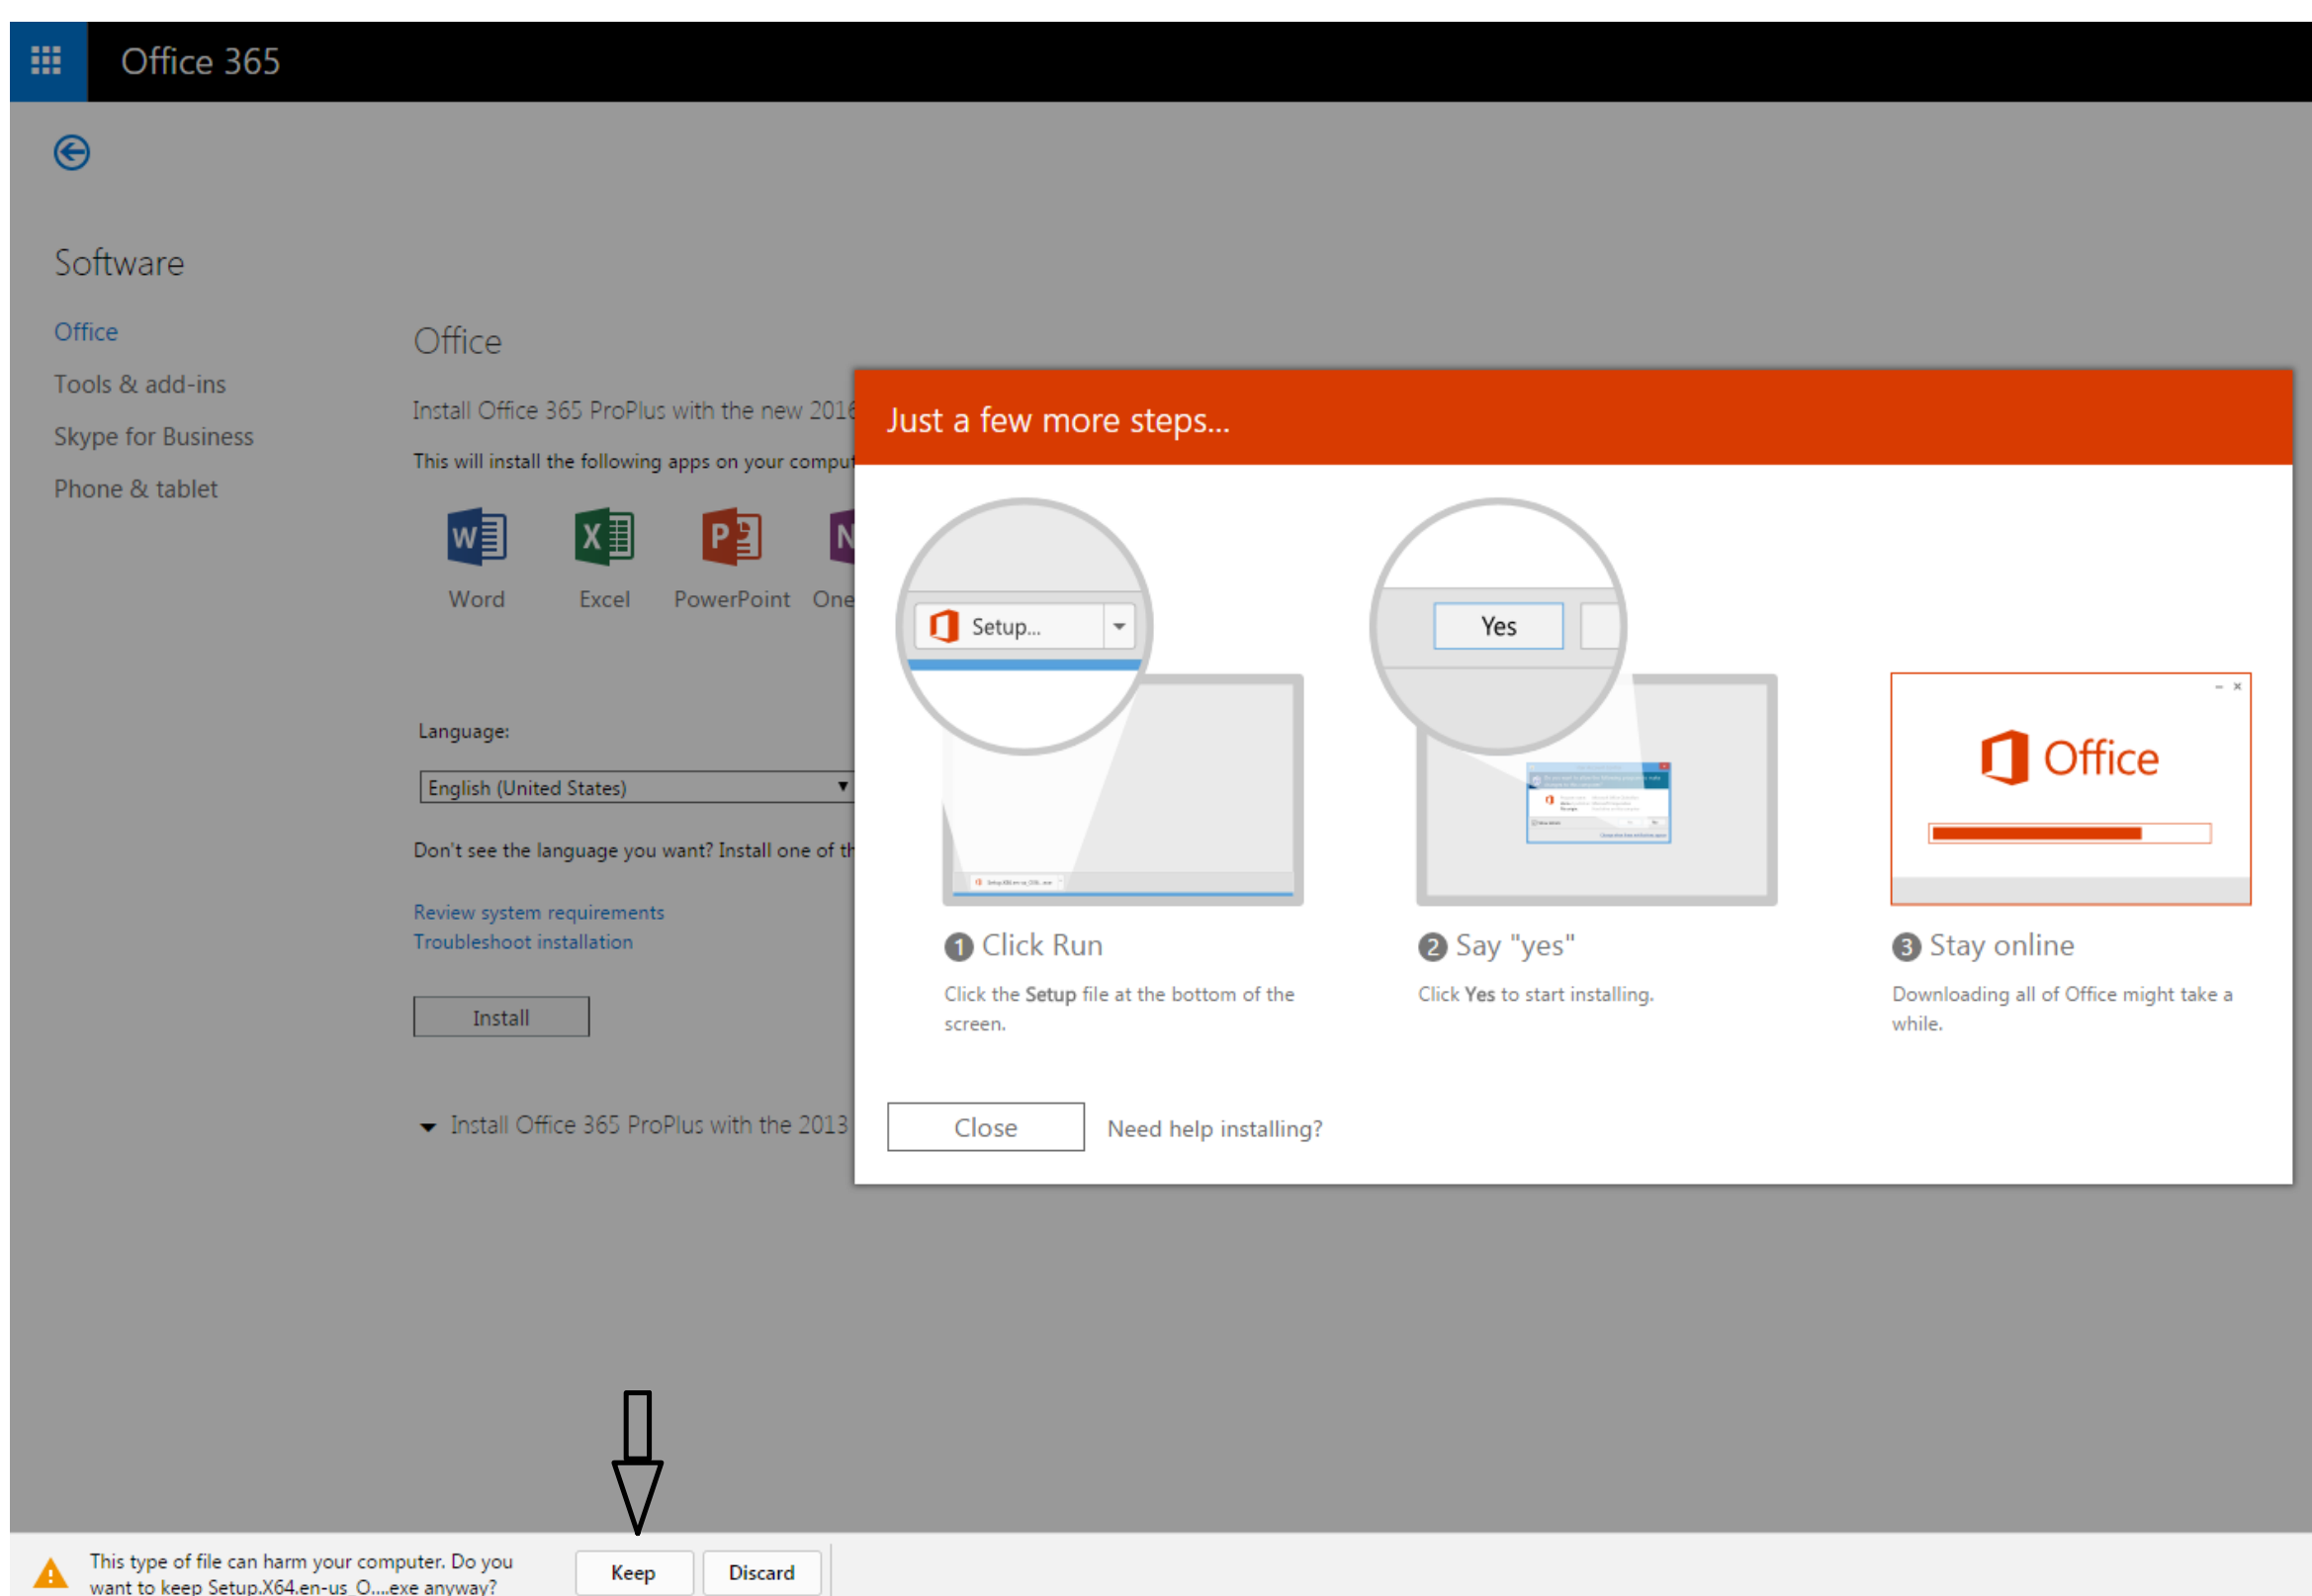 Office 365
Software
Office
Tools & add-ins
Skype for Business
Phone & tablet
Office
Install Office 365 ProPlus with the new 2016
This will install the following apps on your comput
Word Excel PowerPoint One
Language:
English (United States)
Don't see the language you want? Install one of th
Review system requirements
Troubleshoot installation
Install
Install Office 365 ProPlus with the 2013
Just a few more steps...
Setup...
Yes
Office
1 Click Run
Click the Setup file at the bottom of the
screen.
2 Say "yes"
Click Yes to start installing.
3 Stay online
Downloading all of Office might take a
while.
Close
Need help installing?
This type of file can harm your computer. Do you
want to keep Setup.X64.en-us_O....exe anyway?
Keep
Discard